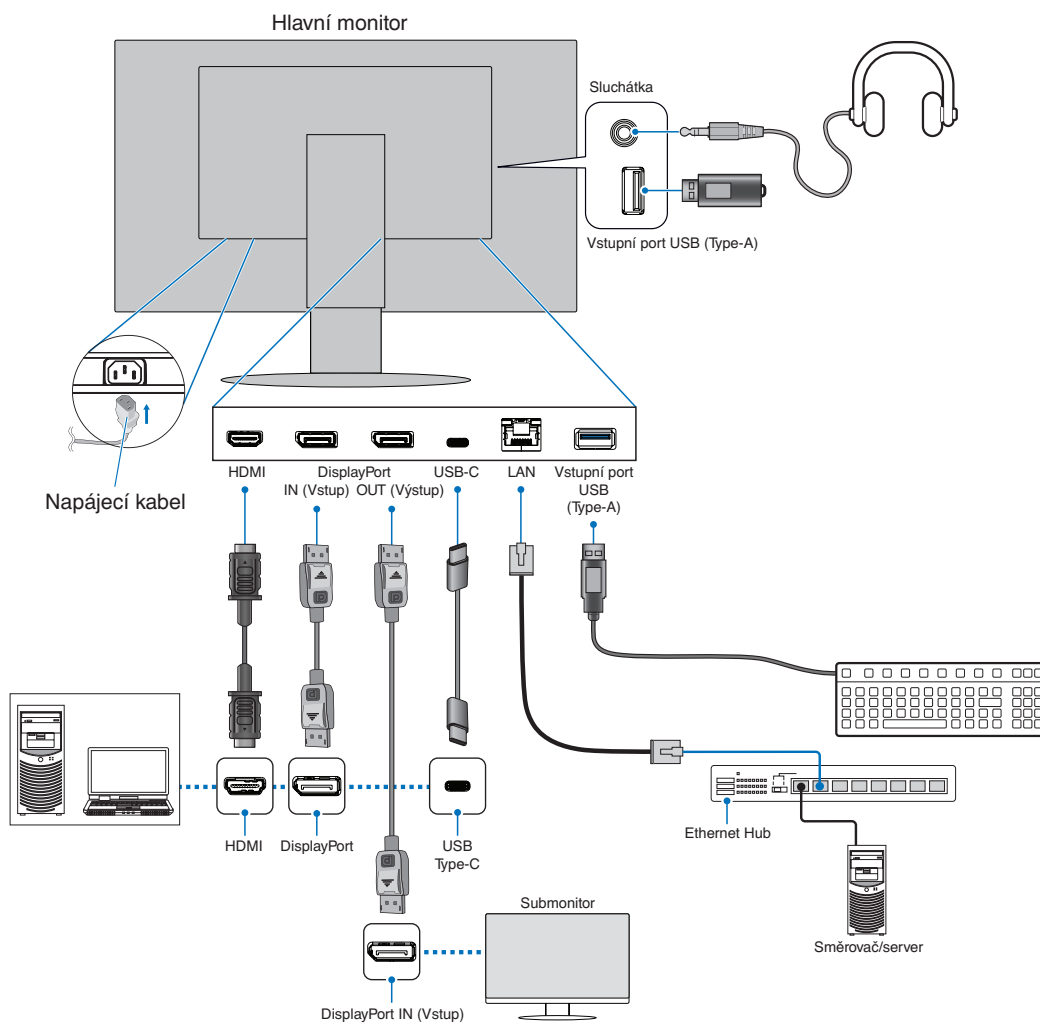 Hlavní monitor
Sluchátka
Vstupní port USB (Type-A)
Napájecí kabel
HDMI
DisplayPort
IN (Vstup) OUT (Výstup)
USB-C
LAN
Vstupní port
USB
(Type-A)
HDMI
DisplayPort
USB
Type-C
Ethernet Hub
Směrovač/server
Submonitor
DisplayPort IN (Vstup)